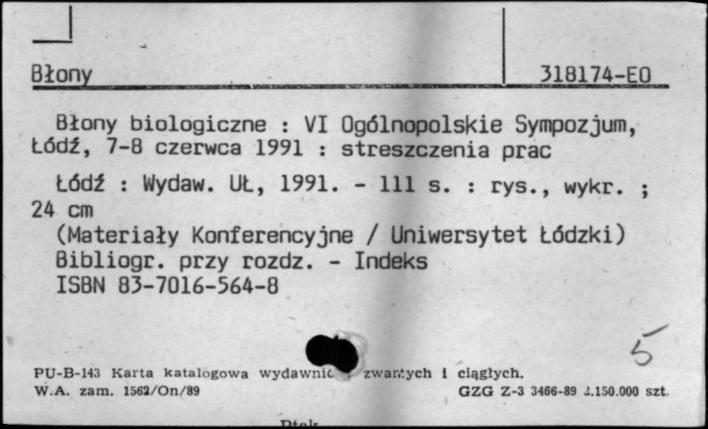 Błony 318174-EO
Błony biologiczne : VI Ogólnopolskie Sympozjum,
Łódź, 7-8 czerwca 1991 : streszczenia prac
Łódź : Wydaw. UŁ, 1991. - 111 s. : rys., wykr. ;
24 cm
(Materiały Konferencyjne / Uniwersytet Łódzki)
Bibliogr. przy rozdz. - Indeks
ISBN 83-7016-564-8
5
PU-B-143 Karta katalogowa zwartych i ciągłych.
W.A. zam. 1562/On/89 GZG Z-3 3466-89 2.150.000 szt.